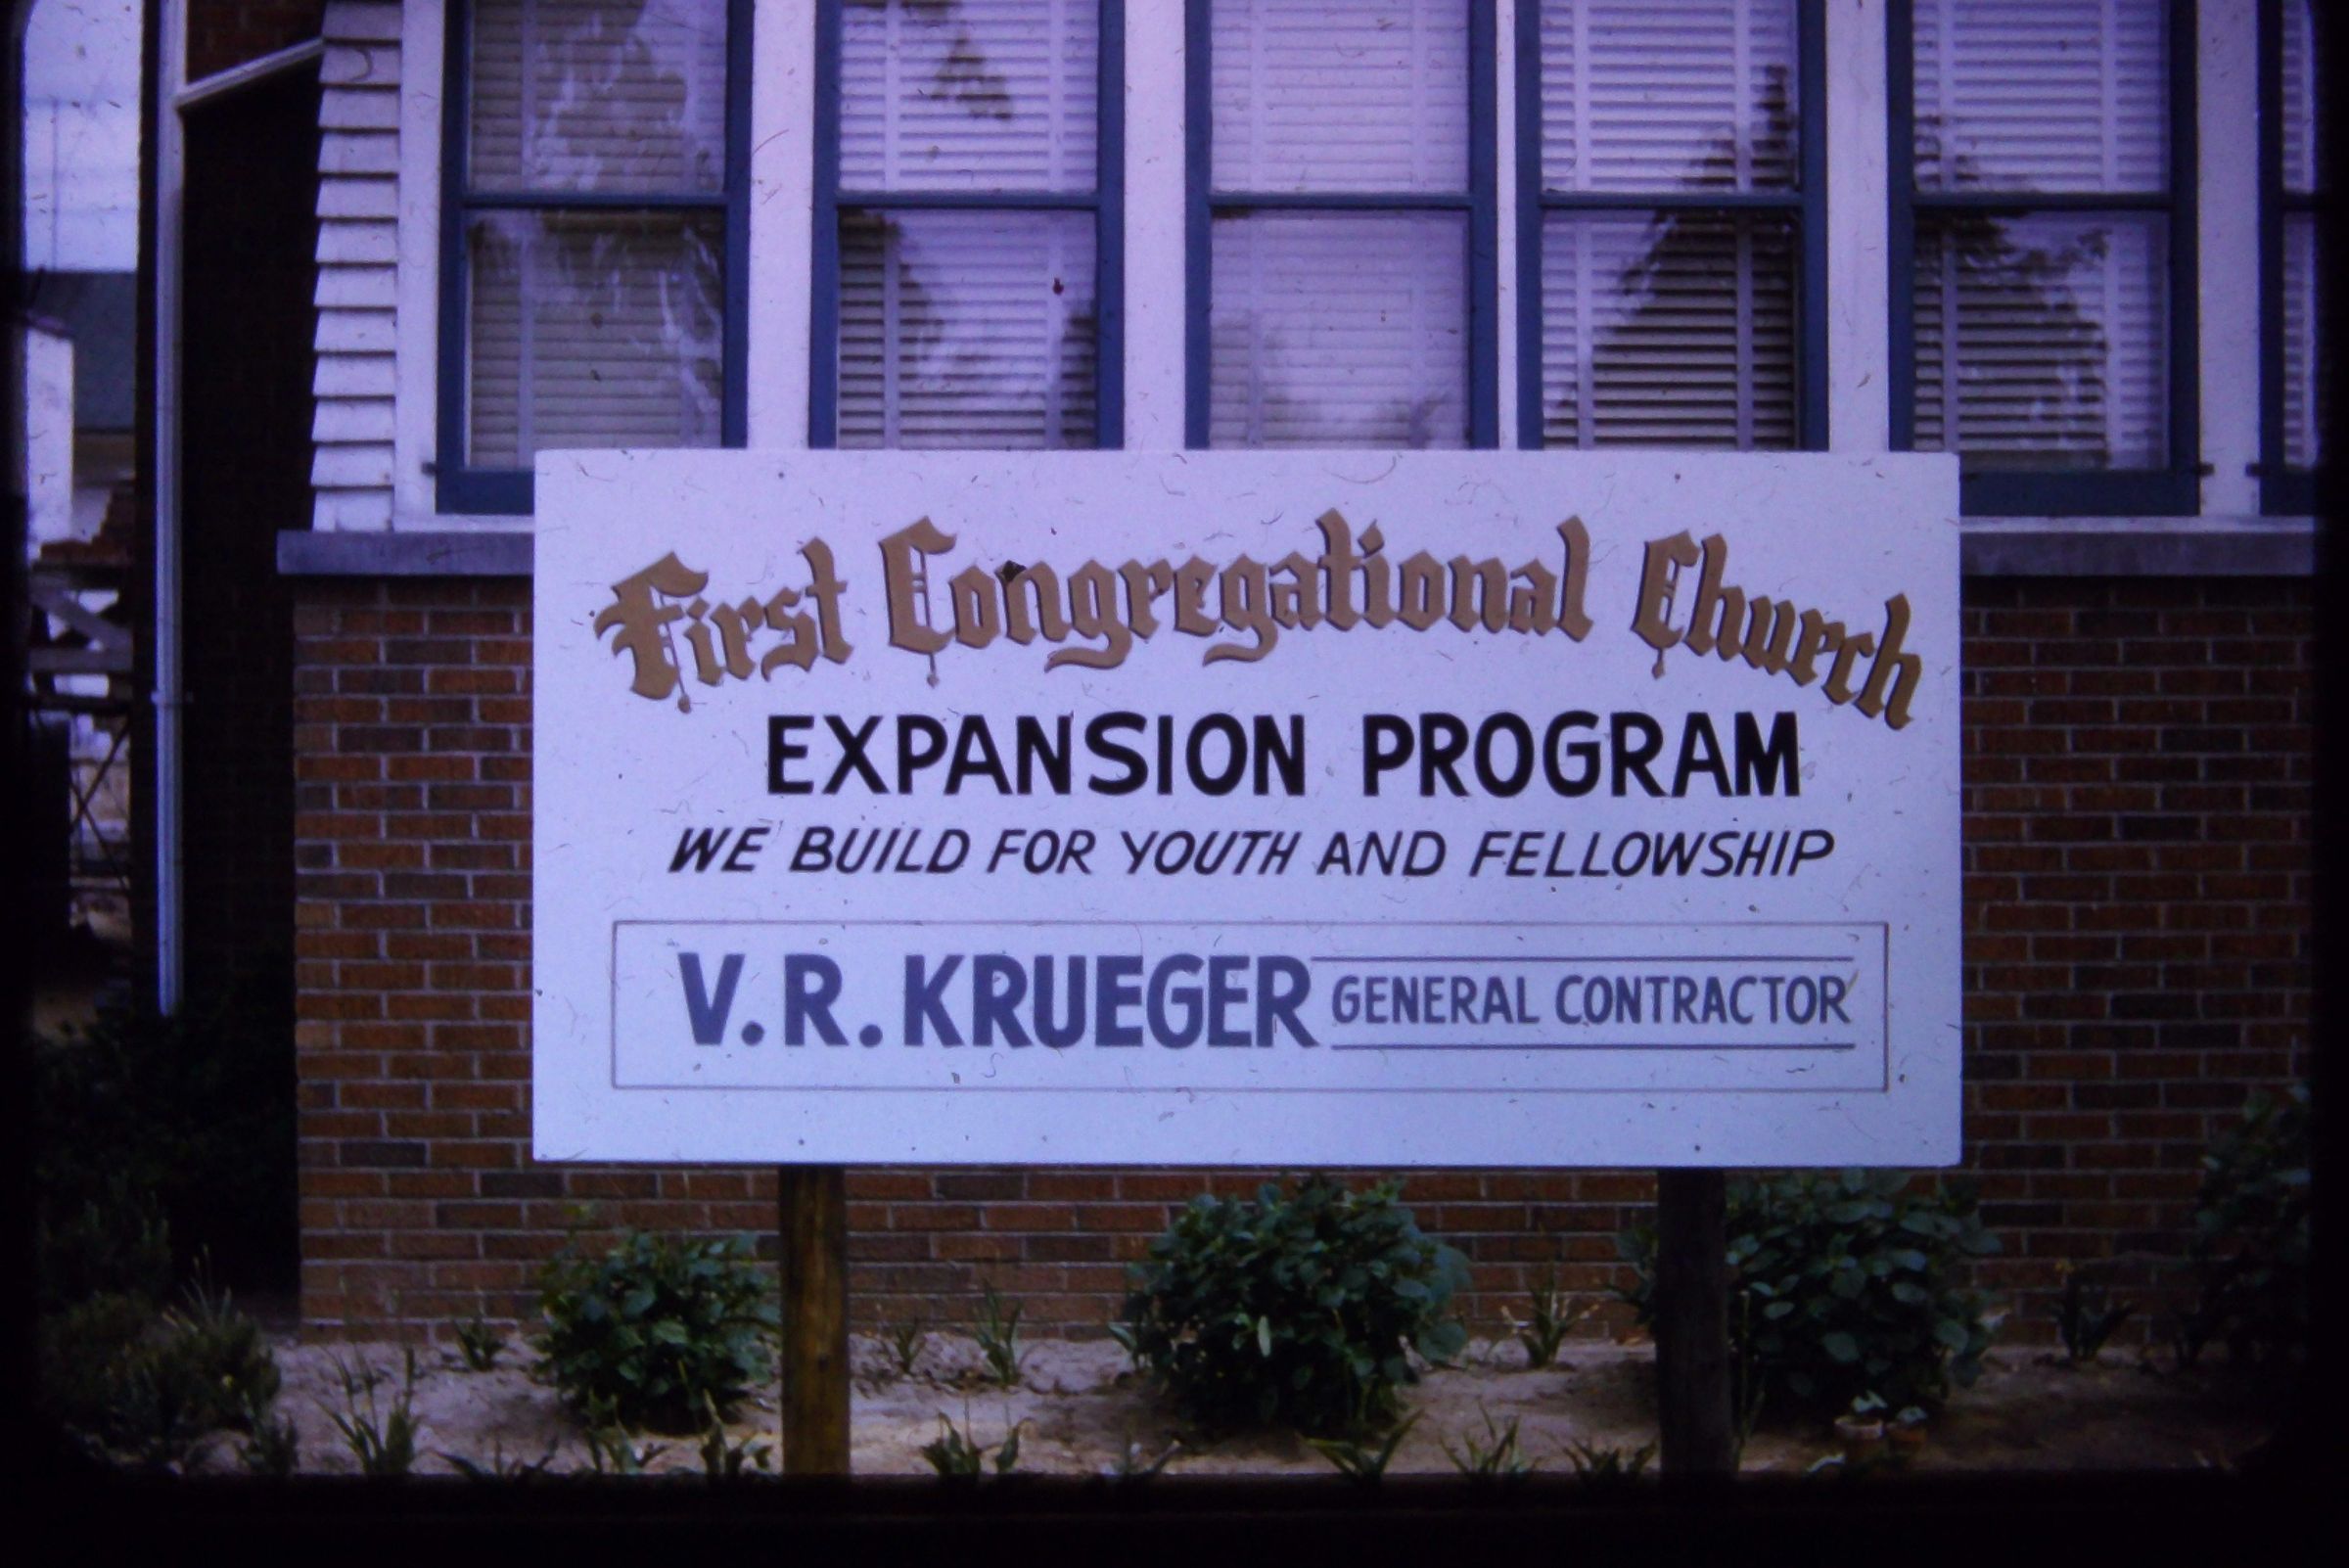 First Congregational Church
EXPANSION PROGRAM
WE BUILD FOR YOUTH AND FELLOWSHIP
V. R. KRUEGER GENERAL CONTRACTOR